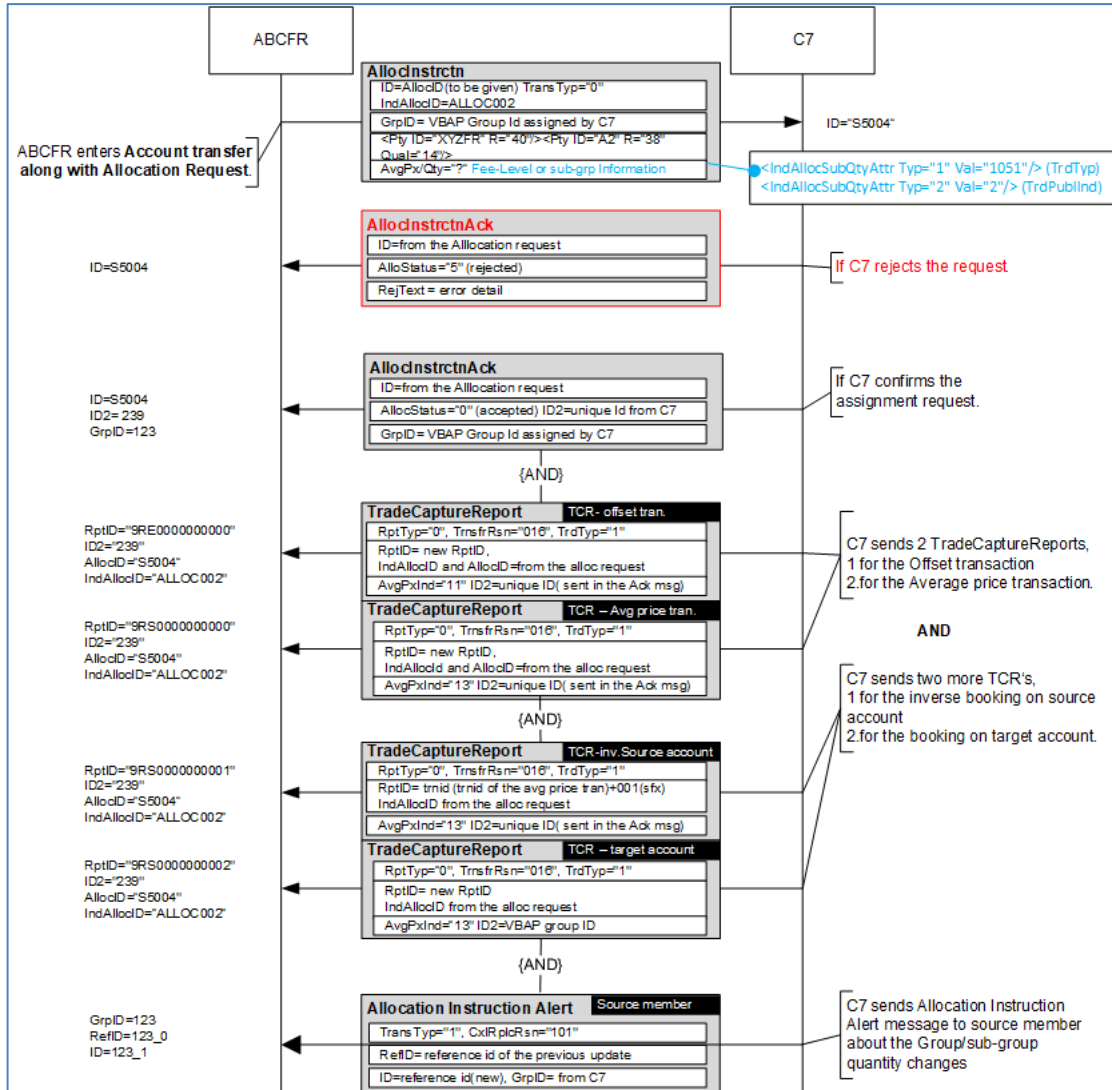 ABCFR
C7
AllocInstrctn
ID=AllocID(to be given) TransTyp="0"
IndAllocID=ALLOC002
GrpID= VBAP Group Id assigned by C7
<Pty ID="XYZFR" R="40"/><Pty ID="A2" R="38"
Qual="14"/>
AvgPx/Qty="?" Fee-Level or sub-grp Information
ID="S5004"
ABCFR enters Account transfer
along with Allocation Request.
<IndAllocSubQtyAttr Typ="1" Val="1051"/> (TrdTyp)
<IndAllocSubQtyAttr Typ="2" Val="2"/> (TrdPublInd)
AllocInstrctnAck
ID=from the Alllocation request
AlloStatus="5" (rejected)
RejText = error detail
ID=S5004
If C7 rejects the request
AllocInstrctnAck
ID=from the Alllocation request
AllocStatus="0" (accepted) ID2=unique Id from C7
GrpID= VBAP Group Id assigned by C7
ID=S5004
ID2= 239
GrpID=123
If C7 confirms the
assignment request.
{AND}
TradeCaptureReport
TCR- offset tran.
RptTyp="0", TrnsfrRsn="016", TrdTyp="1"
RptID= new RptID,
IndAllocID and AllocID=from the alloc request
AvgPxInd="11" ID2=unique ID( sent in the Ack msg)
RptID="9RE0000000000"
ID2="239"
AllocID="S5004"
IndAllocID="ALLOC002"
C7 sends 2 TradeCaptureReports,
1 for the Offset transaction
2.for the Average price transaction.
TradeCaptureReport
TCR – Avg price tran.
RptTyp="0", TrnsfrRsn="016", TrdTyp="1"
RptID= new RptID,
IndAllocId and AllocID=from the alloc request
AvgPxInd="13" ID2=unique ID( sent in the Ack msg)
RptID="9RS0000000000"
ID2="239"
AllocID="S5004"
IndAllocID="ALLOC002"
AND
{AND}
C7 sends two more TCR's,
1 for the inverse booking on source
account
2.for the booking on target account.
TradeCaptureReport
TCR-inv.Source account
RptTyp="0", TrnsfrRsn="016", TrdTyp="1"
RptID= trnid (trnid of the avg price tran)+001(sfx)
IndAllocID from the alloc request
AvgPxInd="13" ID2=unique ID( sent in the Ack msg)
RptID="9RS0000000001"
ID2="239"
AllocID="S5004"
IndAllocID="ALLOC002"
TradeCaptureReport
TCR – target account
RptTyp="0", TrnsfrRsn="016", TrdTyp="1"
RptID= new RptID
IndAllocID from the alloc request
AvgPxInd="13" ID2=VBAP group ID
RptID="9RS0000000002"
ID2="239"
AllocID="S5004"
IndAllocID="ALLOC002"
{AND}
Allocation Instruction Alert
Source member
TransTyp="1", CxlRplcRsn="101"
RefID= reference id of the previous update
ID=reference id(new), GrpID= from C7
GrpID=123
RefID=123_0
ID=123_1
C7 sends Allocation Instruction
Alert message to source member
about the Group/sub-group
quantity changes